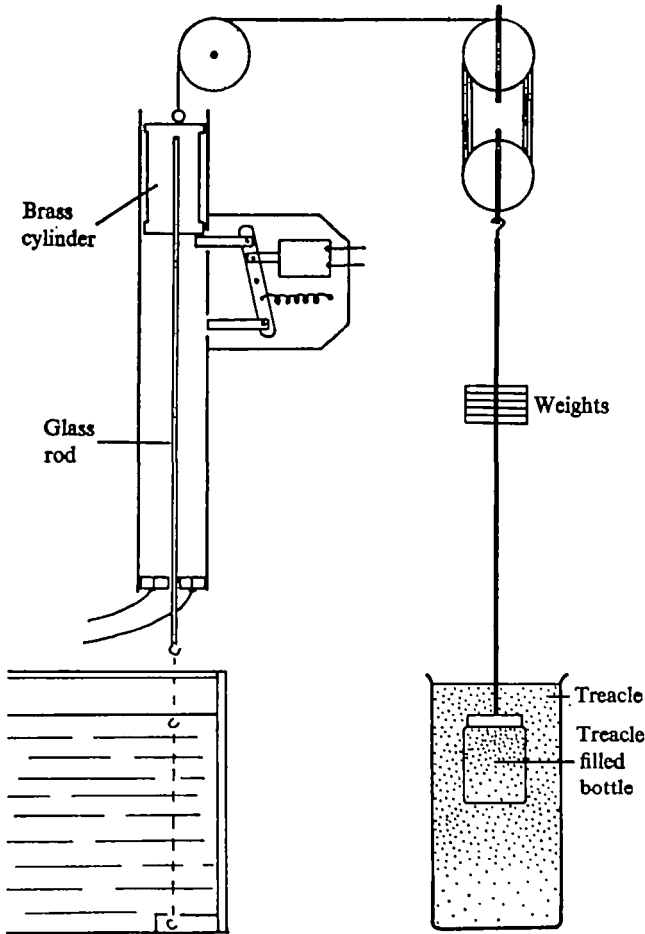 Brass
cylinder
Glass
rod
Weights
Treacle
Treacle
filled
bottle